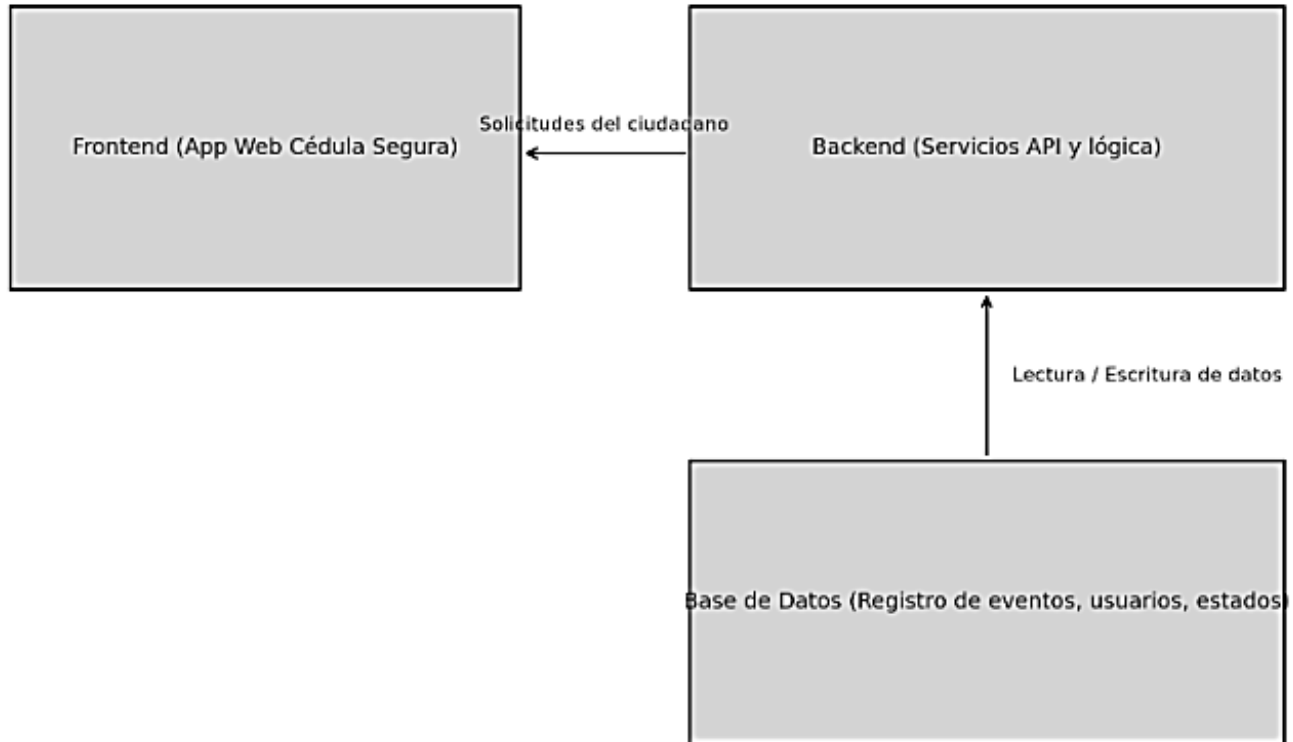 Solicitudes del ciudadano
Frontend (App Web Cédula Segura)
Backend (Servicios API y lógica)
Lectura / Escritura de datos
Base de Datos (Registro de eventos, usuarios, estados)